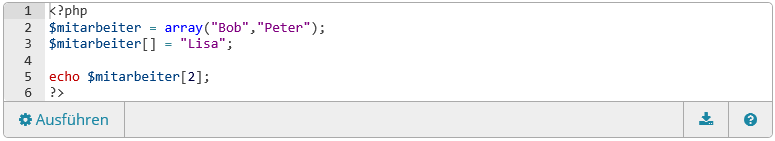 1 <?php
2 $mitarbeiter = array("Bob","Peter");
3 $mitarbeiter[] = "Lisa";
4
5 echo $mitarbeiter[2];
6 ?>
Ausführen